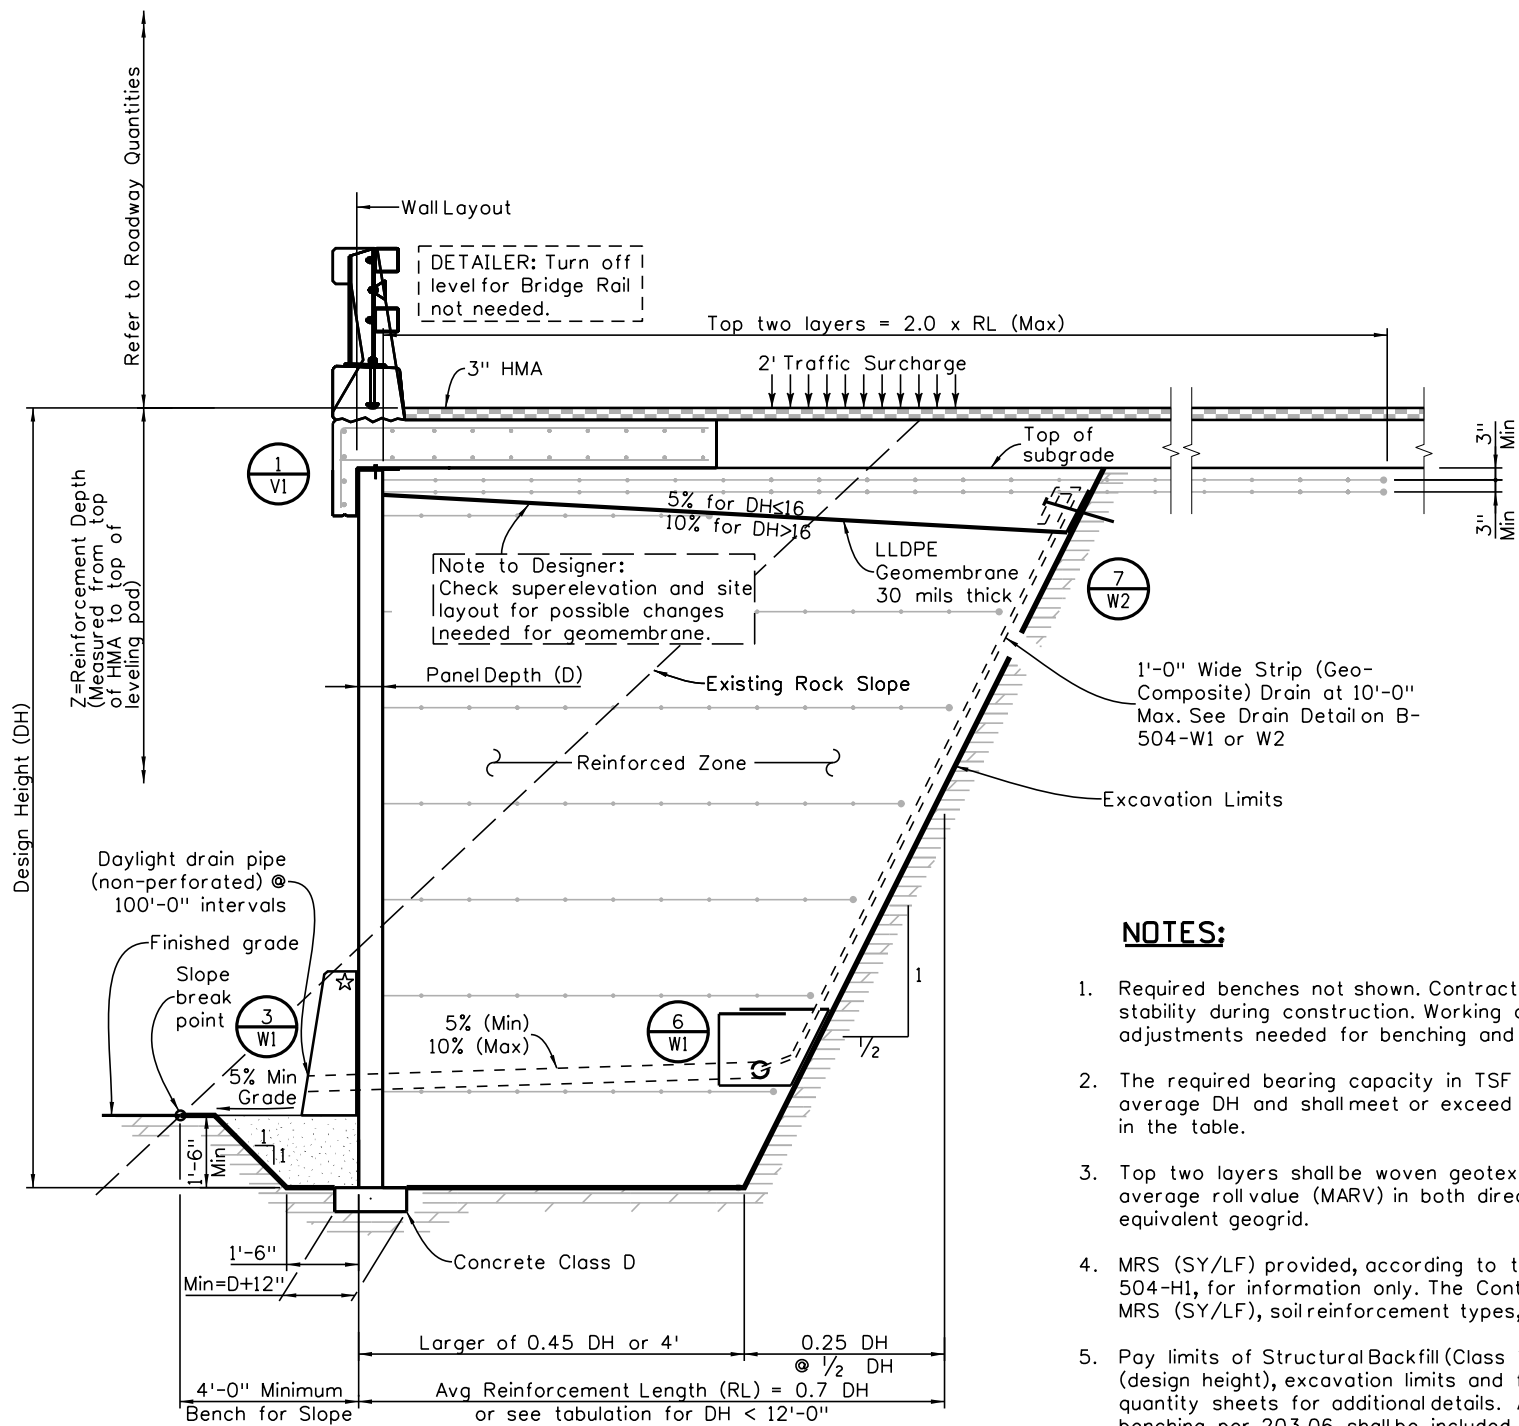 Refer to Roadway Quantities
Wall Layout
DETAILER: Turn off
level for Bridge Rail
not needed.
Top two layers = 2.0 x RL (Max)
3" HMA
2' Traffic Surcharge
Top of
subgrade
3"
Min
3"
Min
1
V1
Z=Reinforcement Depth
(Measured from top
of HMA to top of
leveling pad)
5% for DH≤16
10% for DH>16
Note to Designer:
Check superelevation and site
layout for possible changes
needed for geomembrane.
LLDPE
Geomembrane
30 mils thick
7
W2
Panel Depth (D)
Existing Rock Slope
1'-0" Wide Strip (Geo-
Composite) Drain at 10'-0"
Max. See Drain Detail on B-
504-W1 or W2
Design Height (DH)
Reinforced Zone
Excavation Limits
Daylight drain pipe
(non-perforated) @
100'-0" intervals
Finished grade
Slope
break
point
3
W1
5% (Min)
10% (Max)
6
W1
1
1/2
5% Min
Grade
1'-6"
Min
1
1
1'-6"
Min=D+12"
Concrete Class D
Larger of 0.45 DH or 4'
0.25 DH
@ 1/2 DH
4'-0" Minimum
Bench for Slope
Avg Reinforcement Length (RL) = 0.7 DH
or see tabulation for DH < 12'-0"
NOTES:
1. Required benches not shown. Contract
stability during construction. Working
adjustments needed for benching and
2. The required bearing capacity in TSF
average DH and shall meet or exceed
in the table.
3. Top two layers shall be woven geotex
average roll value (MARV) in both direc
equivalent geogrid.
4. MRS (SY/LF) provided, according to t
504-H1, for information only. The Cont
MRS (SY/LF), soil reinforcement types,
5. Pay limits of Structural Backfill (Class
(design height), excavation limits and
quantity sheets for additional details.
benching per 203.06 shall be included